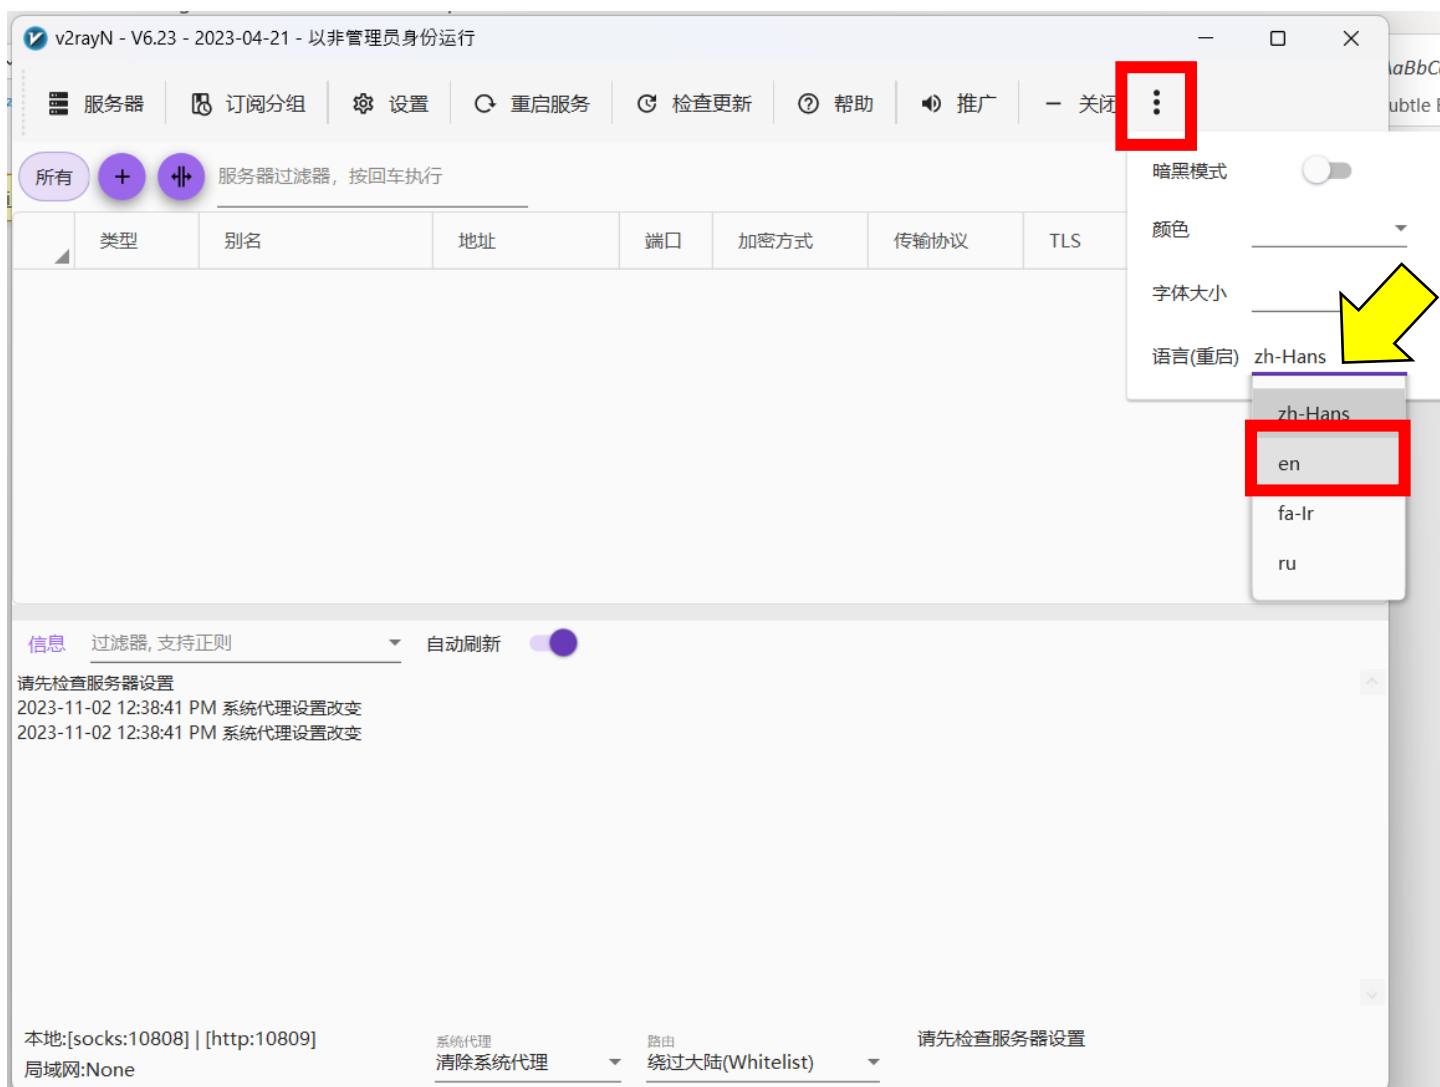 v2rayN - V6.23 - 2023-04-21 - 以非管理员身份运行
服务器 订阅分组 设置 重启服务 检查更新 帮助 推广 关闭
所有 服务器过滤器，按回车执行
类型 别名 地址 端口 加密方式 传输协议 TLS
暗黑模式
颜色
字体大小
语言(重启) zh-Hans
zh-Hans
en
fa-Ir
ru
信息 过滤器, 支持正则 自动刷新
请先检查服务器设置
2023-11-02 12:38:41 PM 系统代理设置改变
2023-11-02 12:38:41 PM 系统代理设置改变
本地:[socks:10808] | [http:10809]
局域网:None
系统代理
清除系统代理
路由
绕过大陆(Whitelist)
请先检查服务器设置